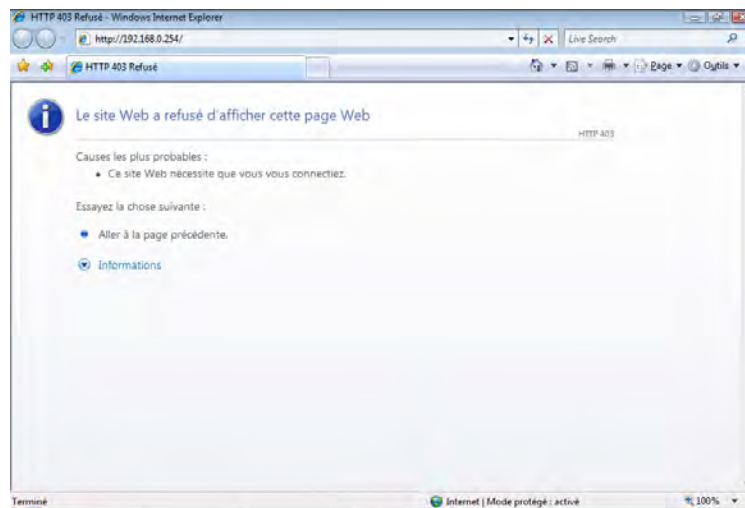 HTTP 403 Refusé - Windows Internet Explorer
http://192.168.0.254/
Live Search
HTTP 403 Refusé
Page
Outils
Le site Web a refusé d'afficher cette page Web
HTTP 403
Causes les plus probables :
• Ce site Web nécessite que vous vous connectiez.
Essayez la chose suivante :
Aller à la page précédente.
Informations
Terminé
Internet | Mode protégé : activé
100%